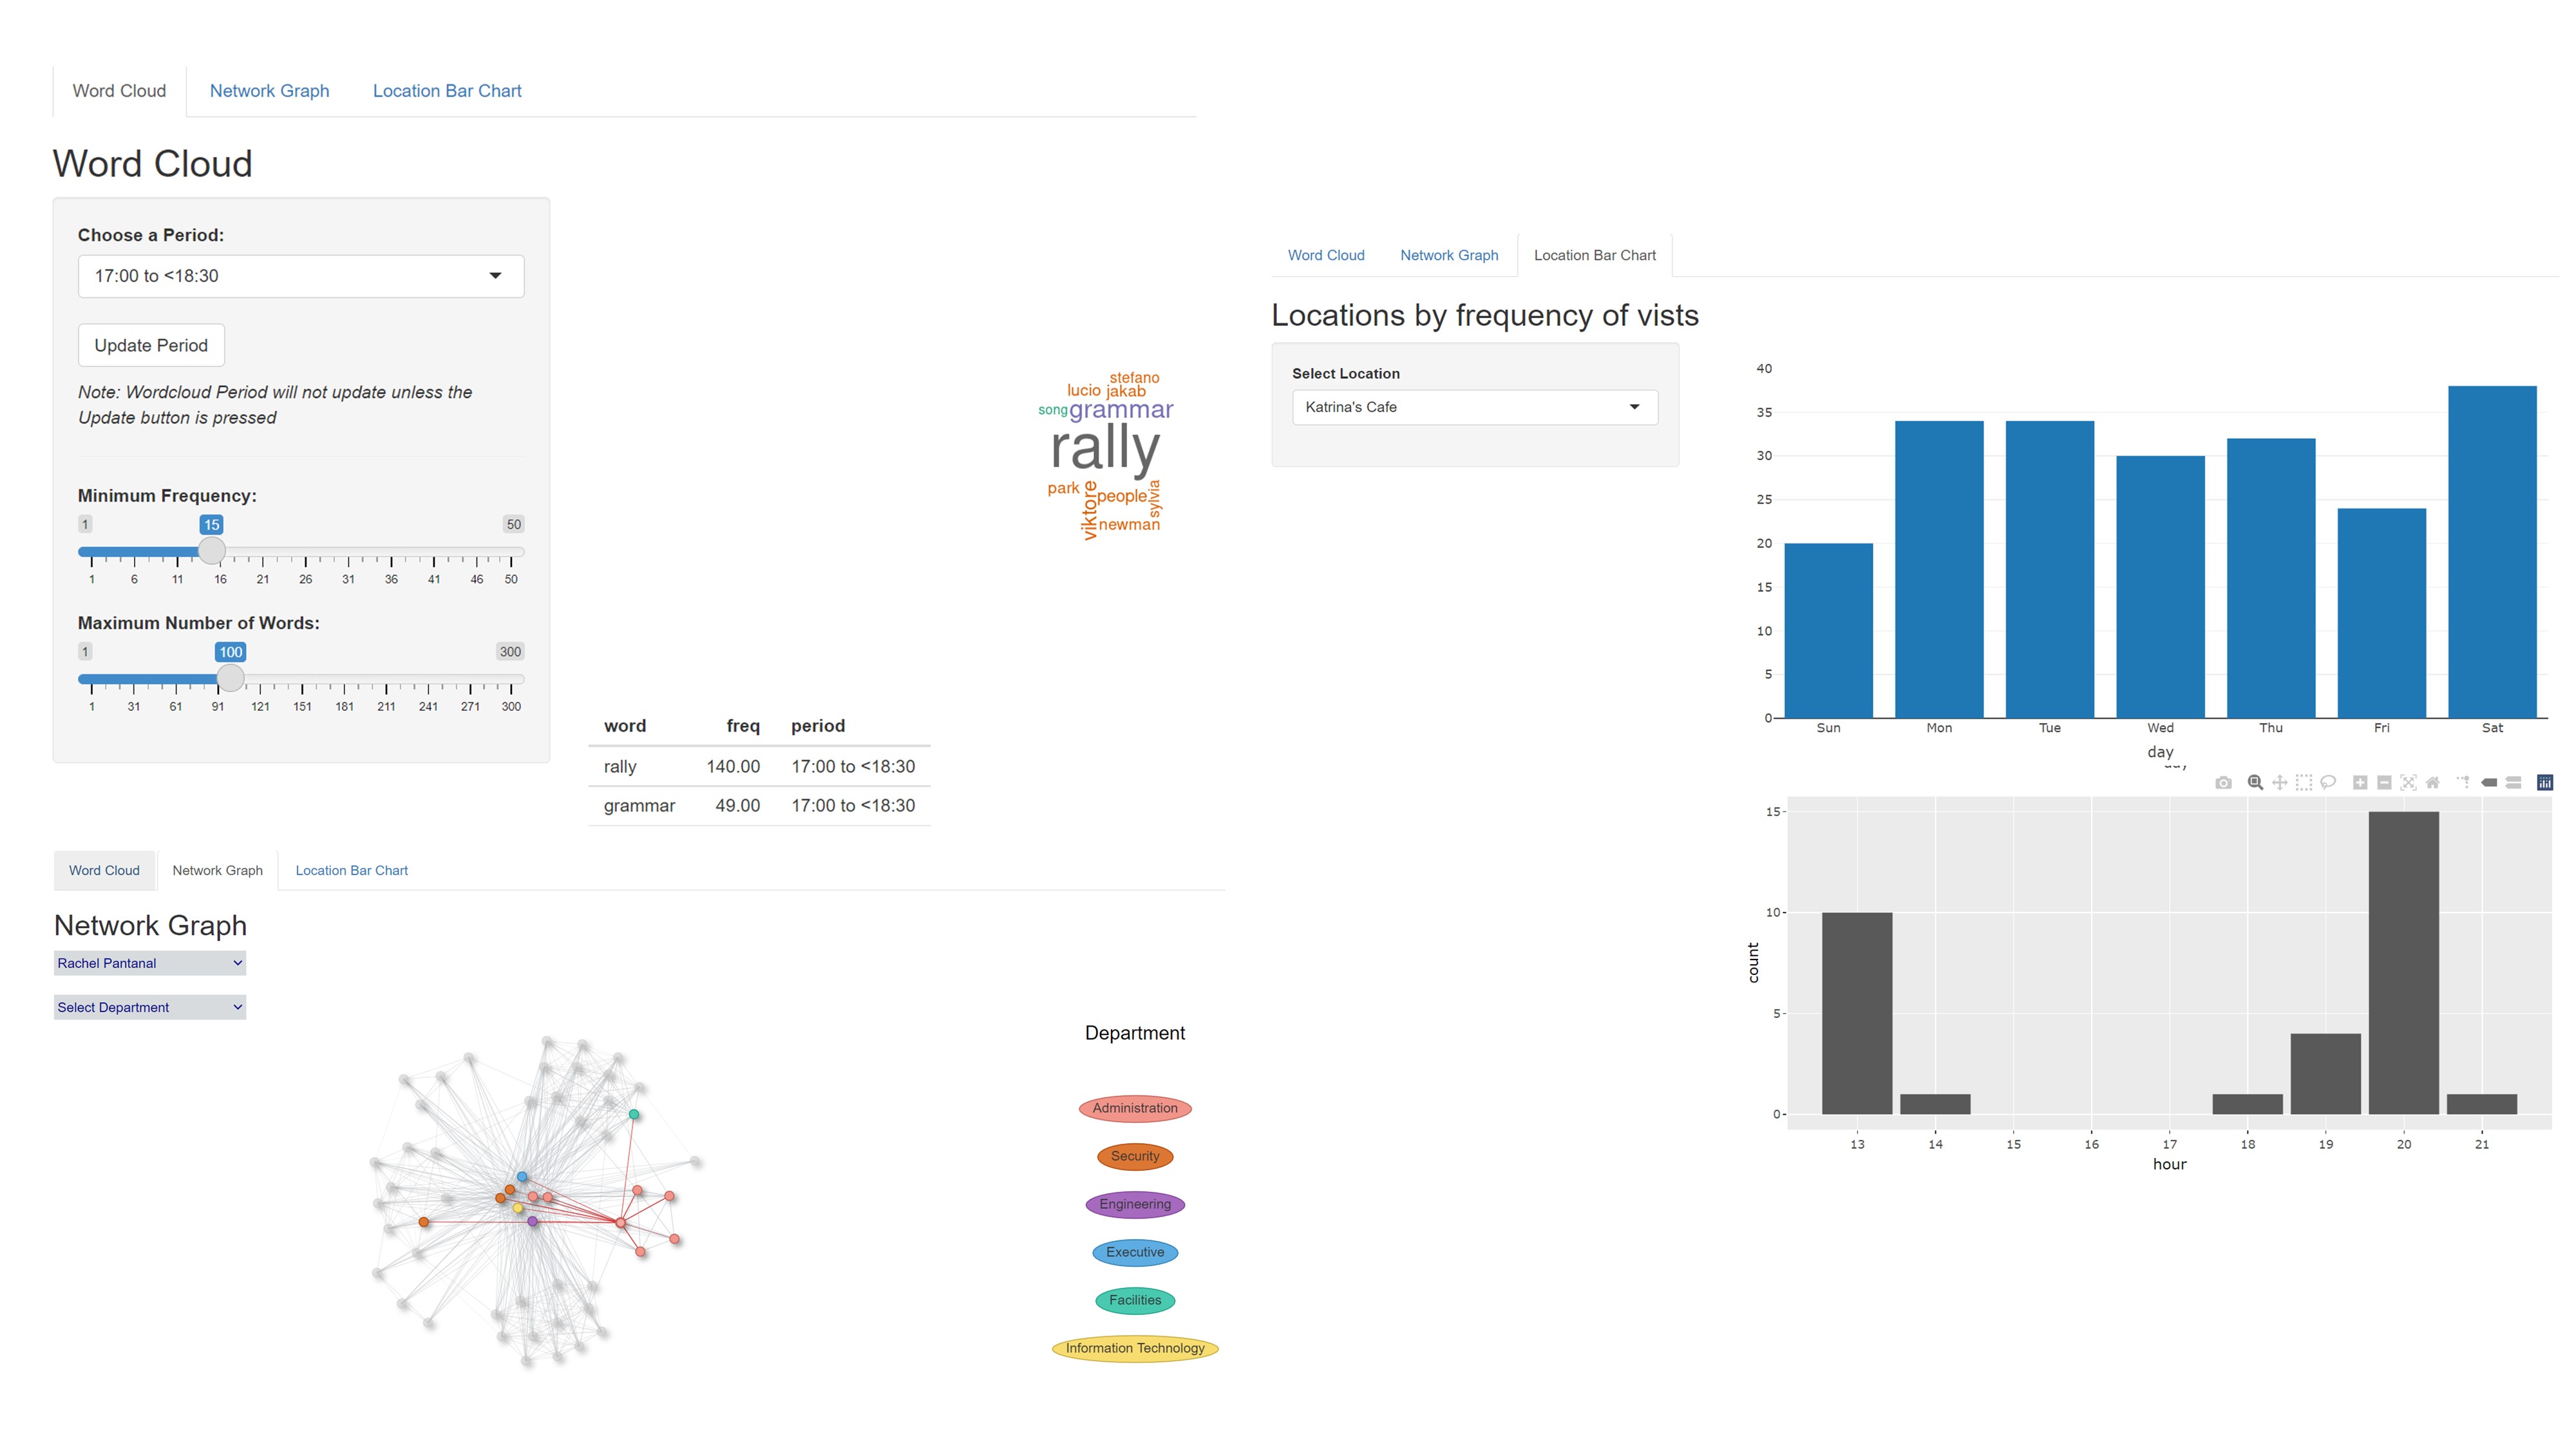 Word Cloud Network Graph Location Bar Chart
Word Cloud
Choose a Period:
17:00 to <18:30
Update Period
Note: Wordcloud Period will not update unless the
Update button is pressed
Minimum Frequency:
1 15 50
1 6 11 16 21 26 31 36 41 46 50
Maximum Number of Words:
1 100 300
1 31 61 91 121 151 181 211 241 271 300
stefano
lucio jakab
song grammar
rally
park viktore people sylvia
newman
word freq period
rally 140.00 17:00 to <18:30
grammar 49.00 17:00 to <18:30
Word Cloud Network Graph Location Bar Chart
Network Graph
Rachel Pantanal
Select Department
Department
Administration
Security
Engineering
Executive
Facilities
Information Technology
Word Cloud Network Graph Location Bar Chart
Locations by frequency of vists
Select Location
Katrina's Cafe
40
35
30
25
20
15
10
5
0
Sun Mon Tue Wed Thu Fri Sat
day
15
10
5
0
count
13 14 15 16 17 18 19 20 21
hour